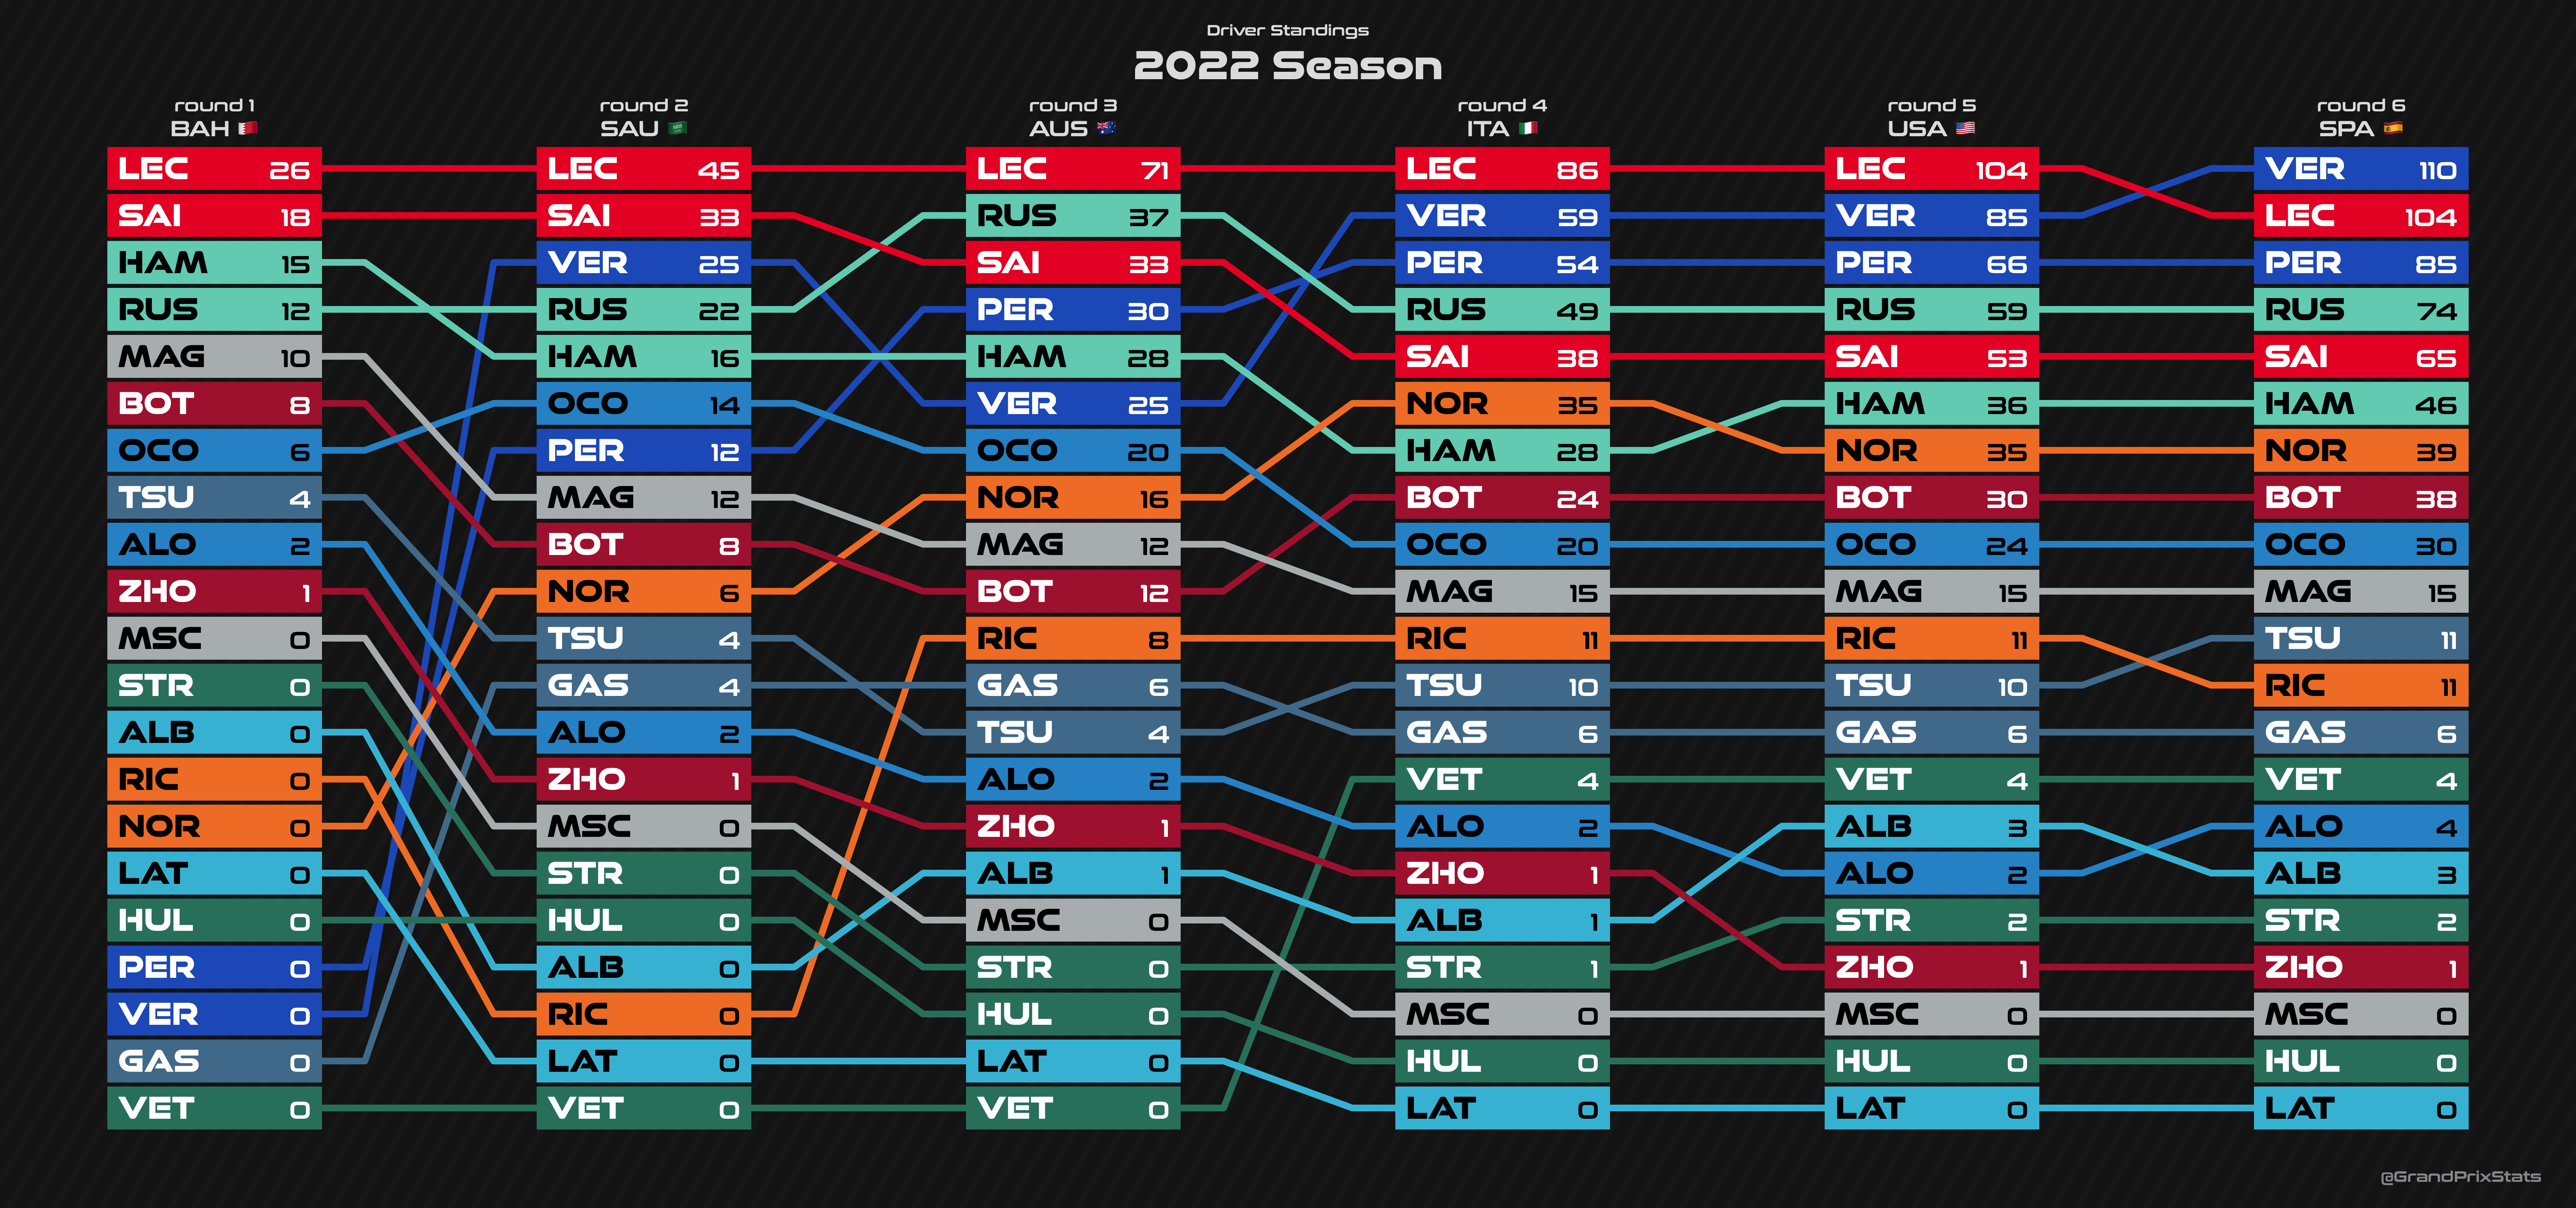 Driver Standings
2022 Season
round 1
BAH
LEC 26
SAI 18
HAM 15
RUS 12
MAG 10
BOT 8
OCO 6
TSU 4
ALO 2
ZHO 1
MSC 0
STR 0
ALB 0
RIC 0
NOR 0
LAT 0
HUL 0
PER 0
VER 0
GAS 0
VET 0
round 2
SAU
LEC 45
SAI 33
VER 25
RUS 22
HAM 16
OCO 14
PER 12
MAG 12
BOT 8
NOR 6
TSU 4
GAS 4
ALO 2
ZHO 1
MSC 0
STR 0
HUL 0
ALB 0
RIC 0
LAT 0
VET 0
round 3
AUS
LEC 71
RUS 37
SAI 33
PER 30
HAM 28
VER 25
OCO 20
NOR 16
MAG 12
BOT 12
RIC 8
GAS 6
TSU 4
ALO 2
ZHO 1
ALB 1
MSC 0
STR 0
HUL 0
LAT 0
VET 0
round 4
ITA
LEC 86
VER 59
PER 54
RUS 49
SAI 38
NOR 35
HAM 28
BOT 24
OCO 20
MAG 15
RIC 11
TSU 10
GAS 6
VET 4
ALO 2
ZHO 1
ALB 1
STR 1
MSC 0
HUL 0
LAT 0
round 5
USA
LEC 104
VER 85
PER 66
RUS 59
SAI 53
HAM 36
NOR 35
BOT 30
OCO 24
MAG 15
RIC 11
TSU 10
GAS 6
VET 4
ALB 3
ALO 2
STR 2
ZHO 1
MSC 0
HUL 0
LAT 0
round 6
SPA
VER 110
LEC 104
PER 85
RUS 74
SAI 65
HAM 46
NOR 39
BOT 38
OCO 30
MAG 15
TSU 11
RIC 11
GAS 6
VET 4
ALO 4
ALB 3
STR 2
ZHO 1
MSC 0
HUL 0
LAT 0
@GrandPrixStats